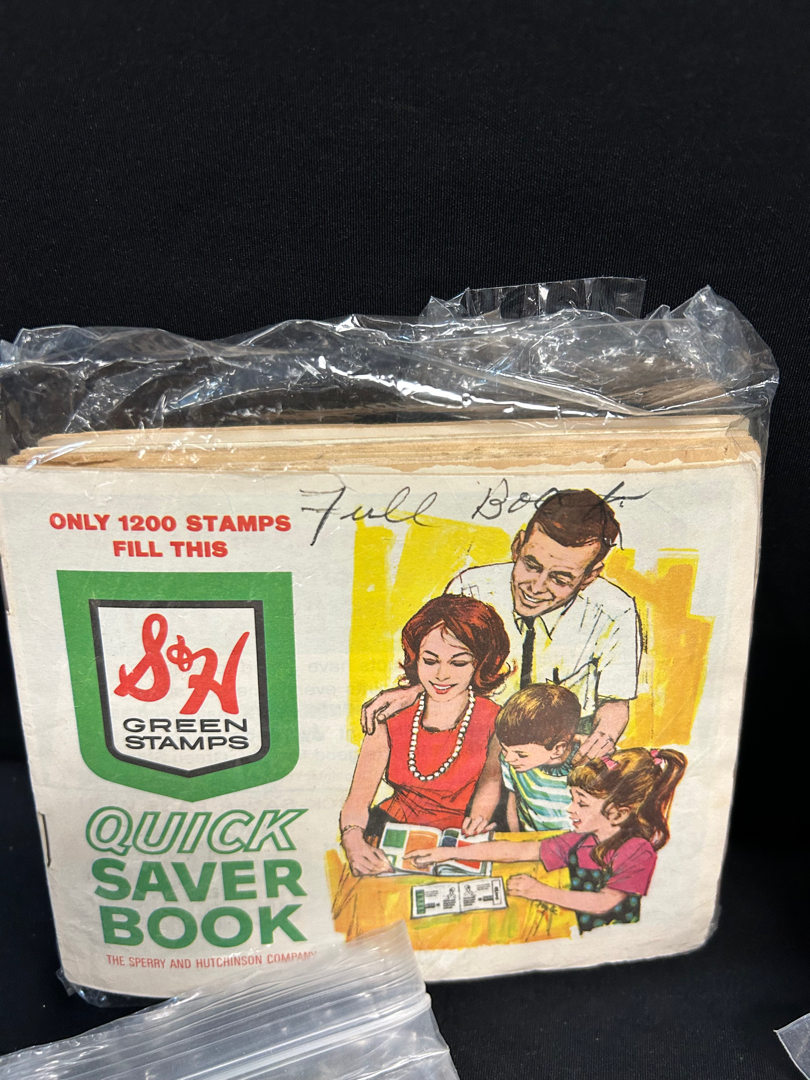 Full Book
ONLY 1200 STAMPS
FILL THIS
S&H
GREEN
STAMPS
QUICK
SAVER
BOOK
THE SPERRY AND HUTCHINSON COMPANY